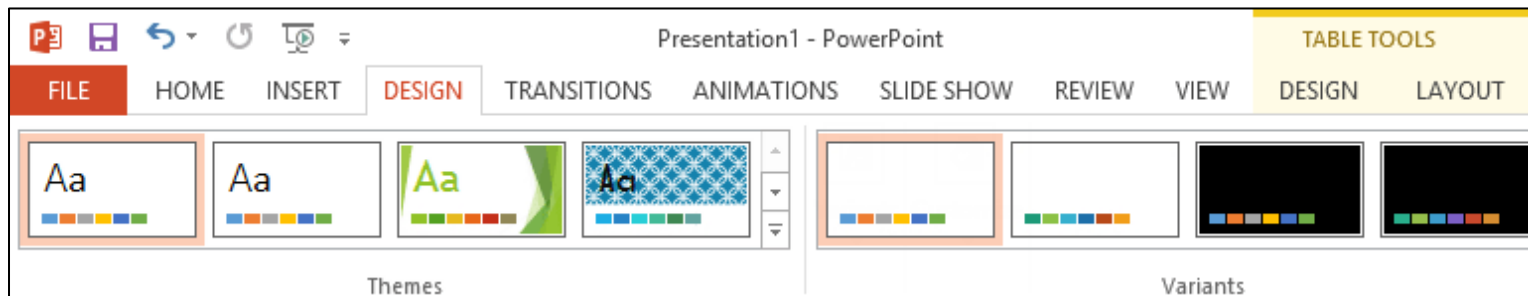 Presentation1 - PowerPoint TABLE TOOLS
FILE HOME INSERT DESIGN TRANSITIONS ANIMATIONS SLIDE SHOW REVIEW VIEW DESIGN LAYOUT
Aa Aa Aa Aa
Themes Variants